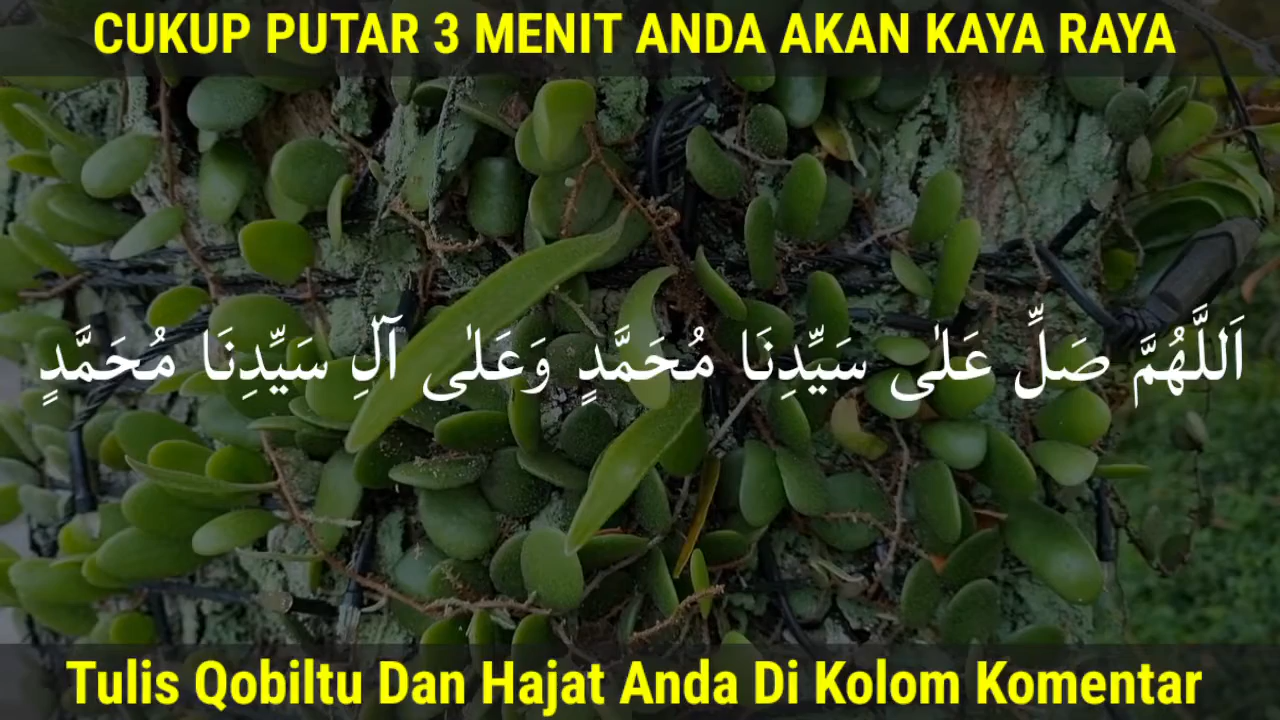 CUKUP PUTAR 3 MENIT ANDA AKAN KAYA RAYA
اَللَّهُمَّ صَلِّ عَلٰى سَيِّدِنَا مُحَمَّدٍ وَعَلٰى آلِ سَيِّدِنَا مُحَمَّدٍ
Tulis Qobiltu Dan Hajat Anda Di Kolom Komentar